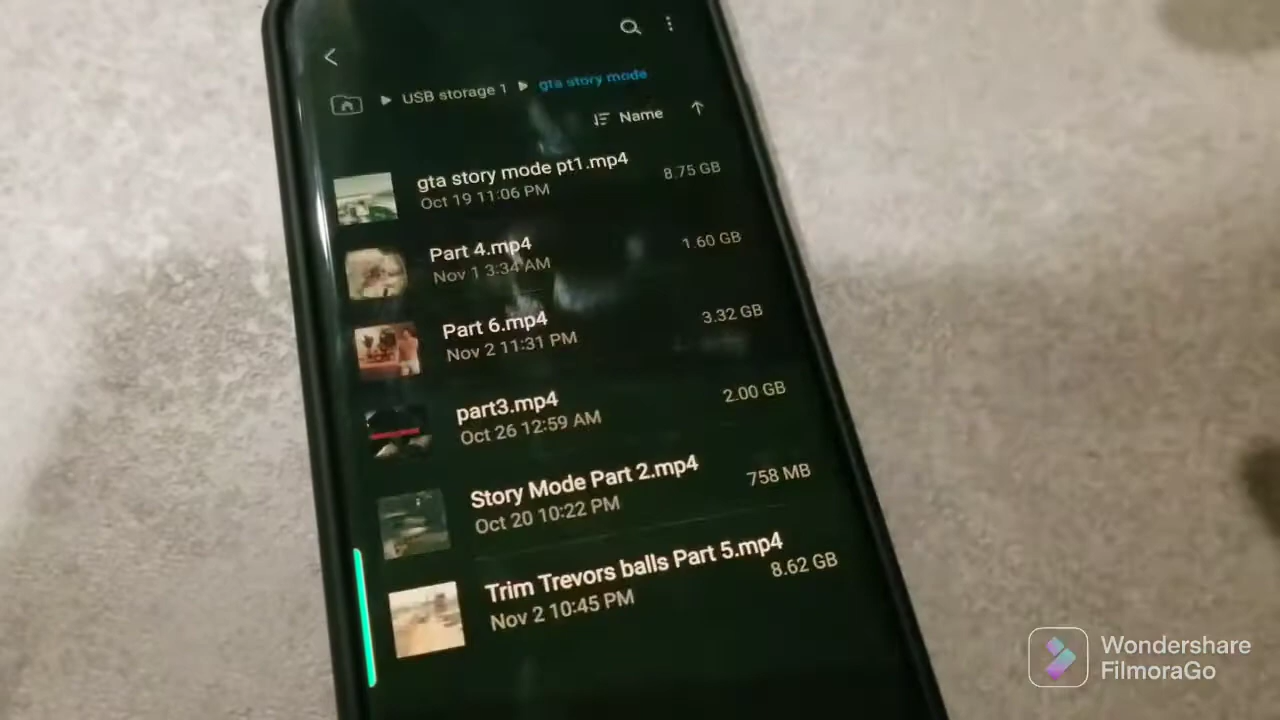 USB storage 1 gta story mode
Name
gta story mode pt1.mp4
Oct 19 11:06 PM 8.75 GB
Part 4.mp4
Nov 1 3:34 AM 1.60 GB
Part 6.mp4
Nov 2 11:31 PM 3.32 GB
part3.mp4
Oct 26 12:59 AM 2.00 GB
Story Mode Part 2.mp4
Oct 20 10:22 PM 758 MB
Trim Trevors balls Part 5.mp4
Nov 2 10:45 PM 8.62 GB
Wondershare
FilmoraGo